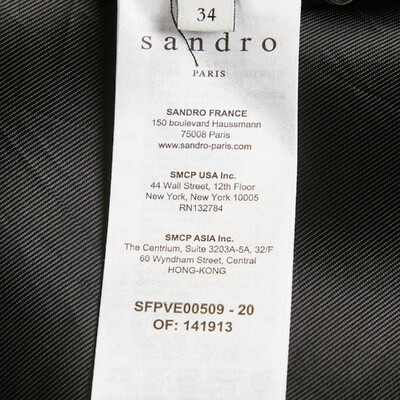 34
sandro
PARIS
SANDRO FRANCE
150 boulevard Haussmann
75008 Paris
www.sandro-paris.com
SMCP USA Inc.
44 Wall Street, 12th Floor
New York, New York 10005
RN132784
SMCP ASIA Inc.
The Centrium, Suite 3203A-5A, 32/F
60 Wyndham Street, Central
HONG-KONG
SFPVE00509 - 20
OF: 141913